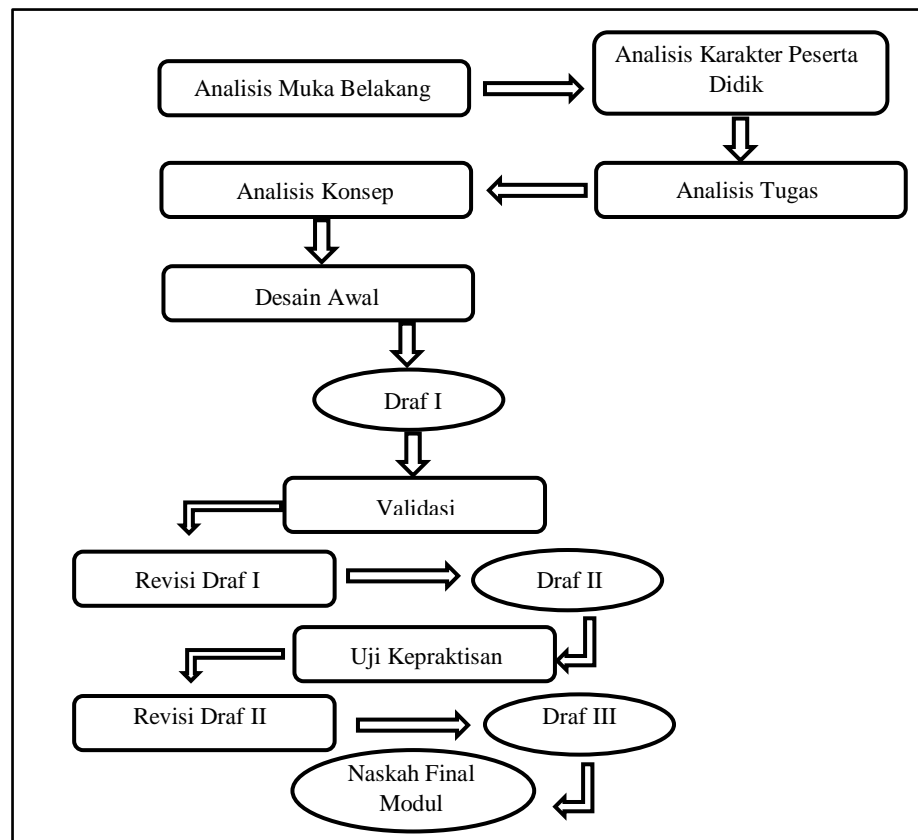 Analisis Muka Belakang
Analisis Karakter Peserta
Didik
Analisis Tugas
Analisis Konsep
Desain Awal
Draf I
Validasi
Revisi Draf I
Draf II
Uji Kepraktisan
Revisi Draf II
Draf III
Naskah Final
Modul